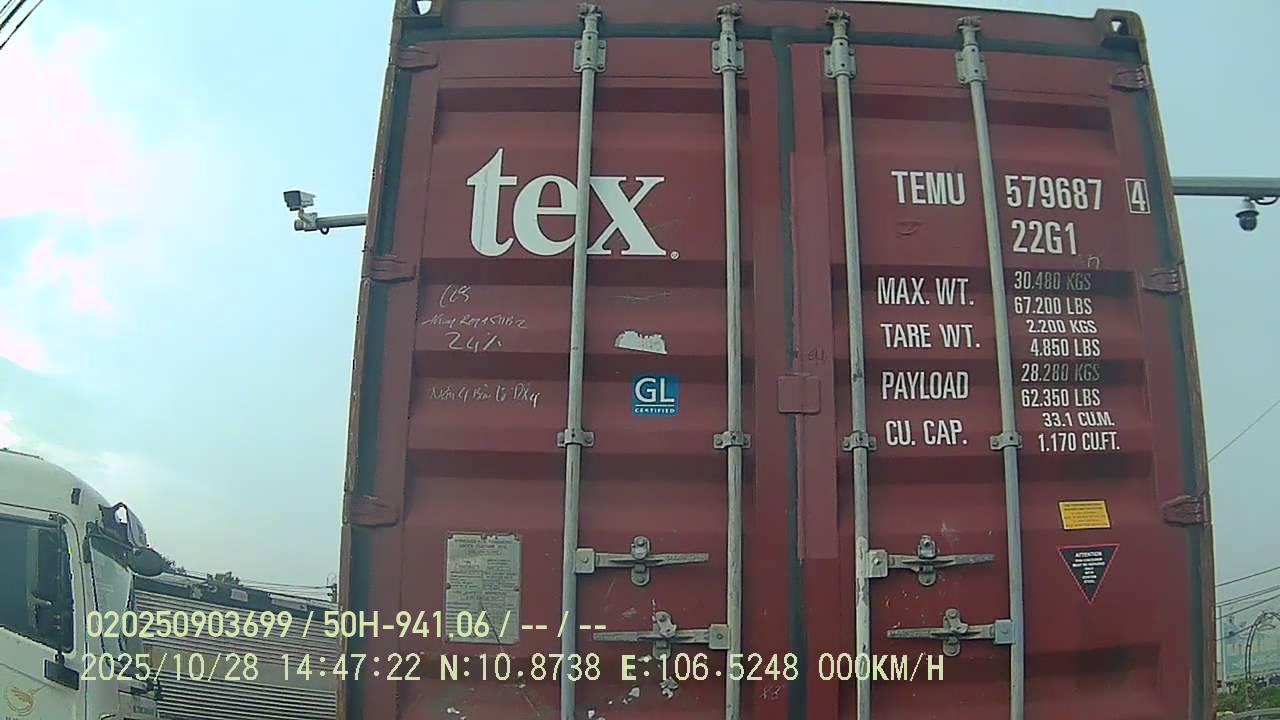 tex®
TEMU 579687 4
22G1
MAX. WT. 30.480 KGS
67.200 LBS
TARE WT. 2.200 KGS
4.850 LBS
PAYLOAD 28.280 KGS
62.350 LBS
CU. CAP. 33.1 CU.M.
1.170 CU.FT.
24%
GL
CERTIFIED
ATTENTION
020250903699 / 50H-941.06 / -- / --
2025/10/28 14:47:22 N:10.8738 E:106.5248 000KM/H